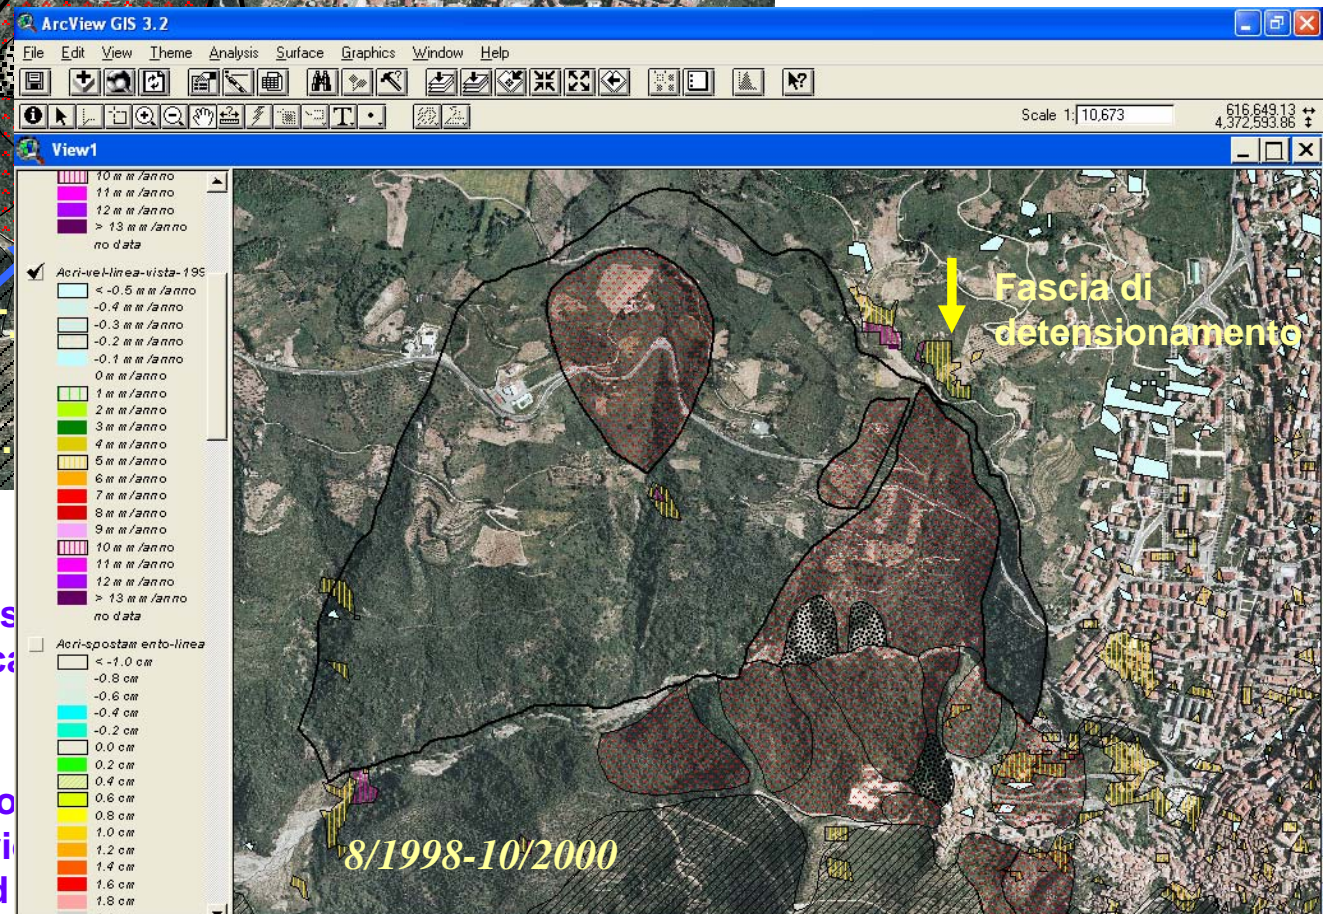 ArcView GIS 3.2
File Edit View Theme Analysis Surface Graphics Window Help
Scale 1: 10,673
616,649.13
4,372,593.86
View1
10 mm/anno
11 mm/anno
12 mm/anno
> 13 mm/anno
no data
Acri-vel-linea-vista-199
< -0.5 mm/anno
-0.4 mm/anno
-0.3 mm/anno
-0.2 mm/anno
-0.1 mm/anno
0 mm/anno
1 mm/anno
2 mm/anno
3 mm/anno
4 mm/anno
5 mm/anno
6 mm/anno
7 mm/anno
8 mm/anno
9 mm/anno
10 mm/anno
11 mm/anno
12 mm/anno
> 13 mm/anno
no data
Acri-spostamento-linea
< -1.0 cm
-0.8 cm
-0.6 cm
-0.4 cm
-0.2 cm
0.0 cm
0.2 cm
0.4 cm
0.6 cm
0.8 cm
1.0 cm
1.2 cm
1.4 cm
1.6 cm
1.8 cm
Fascia di
detensionamento
8/1998-10/2000